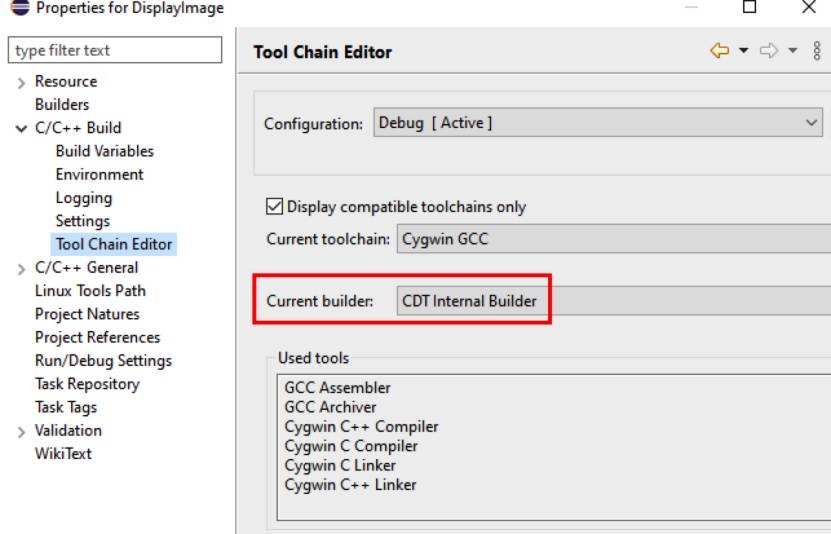 Properties for DisplayImage
type filter text
Resource
Builders
C/C++ Build
Build Variables
Environment
Logging
Settings
Tool Chain Editor
C/C++ General
Linux Tools Path
Project Natures
Project References
Run/Debug Settings
Task Repository
Task Tags
Validation
WikiText
Tool Chain Editor
Configuration: Debug [ Active ]
Display compatible toolchains only
Current toolchain: Cygwin GCC
Current builder: CDT Internal Builder
Used tools
GCC Assembler
GCC Archiver
Cygwin C++ Compiler
Cygwin C Compiler
Cygwin C Linker
Cygwin C++ Linker